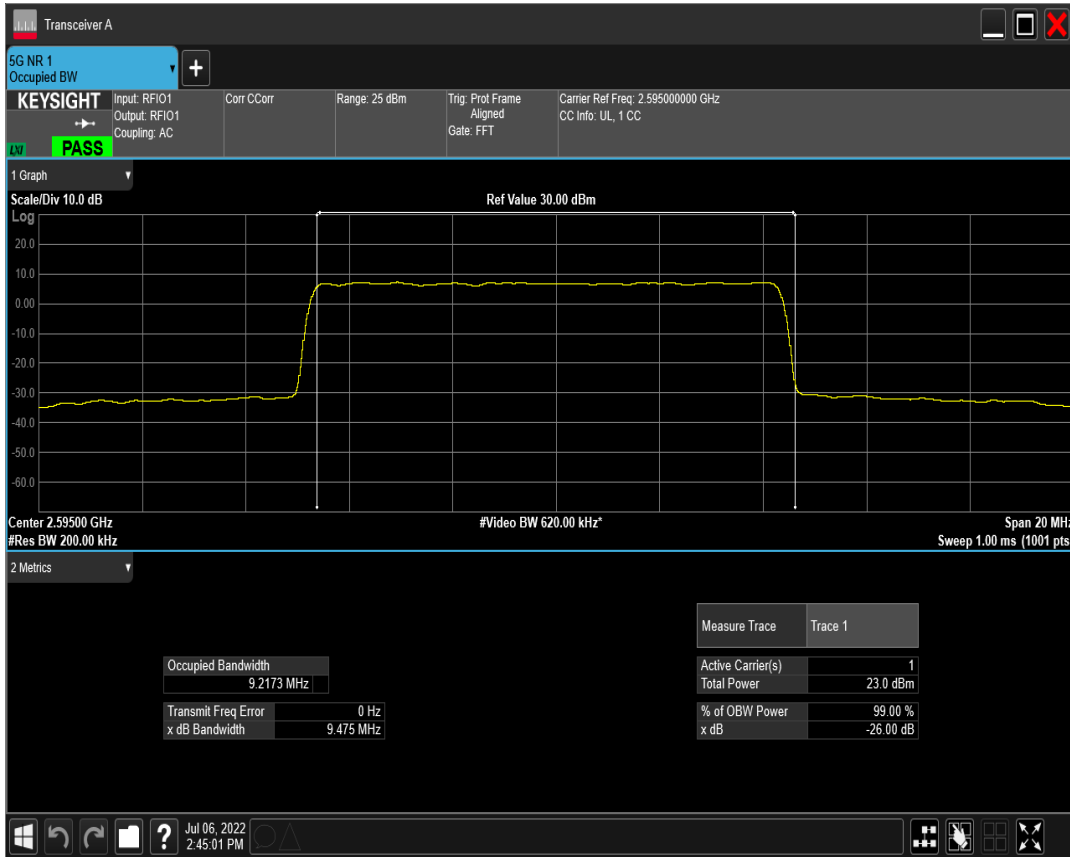 Transceiver A
5G NR 1
Occupied BW
KEYSIGHT
LXI
PASS
Input: RFIO1
Output: RFIO1
Coupling: AC
Corr CCorr
Range: 25 dBm
Trig: Prot Frame
Aligned
Gate: FFT
Carrier Ref Freq: 2.595000000 GHz
CC Info: UL, 1 CC
1 Graph
Scale/Div 10.0 dB
Ref Value 30.00 dBm
Log
20.0
10.0
0.00
-10.0
-20.0
-30.0
-40.0
-50.0
-60.0
Center 2.59500 GHz
#Video BW 620.00 kHz*
Span 20 MHz
#Res BW 200.00 kHz
Sweep 1.00 ms (1001 pts
2 Metrics
Measure Trace Trace 1
Occupied Bandwidth
9.2173 MHz
Active Carrier(s) 1
Total Power 23.0 dBm
Transmit Freq Error 0 Hz
x dB Bandwidth 9.475 MHz
% of OBW Power 99.00 %
x dB -26.00 dB
?
Jul 06, 2022
2:45:01 PM